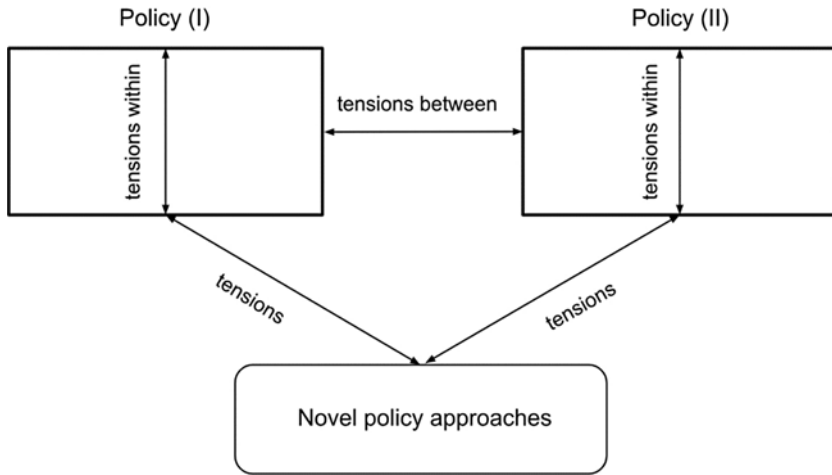 Policy (I)
Policy (II)
tensions within
tensions between
tensions within
tensions
tensions
Novel policy approaches